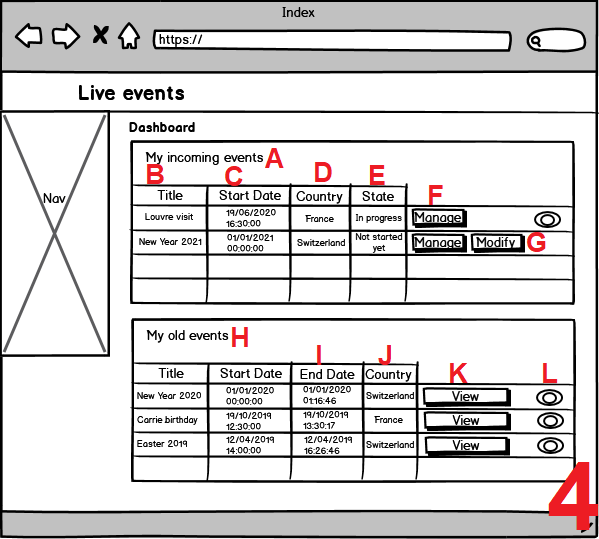 Index
https://
Live events
Dashboard
Nav
My incoming events A
B C D E F
Title Start Date Country State
Louvre visit 19/06/2020 16:30:00 France In progress Manage
New Year 2021 01/01/2021 00:00:00 Switzerland Not started yet Manage Modify G
My old events H
I J K L
Title Start Date End Date Country
New Year 2020 01/01/2020 00:00:00 01/01/2020 01:16:46 Switzerland View
Carrie birthday 19/10/2019 12:30:00 19/10/2019 13:30:17 France View
Easter 2019 12/04/2019 14:00:00 12/04/2019 16:26:46 Switzerland View
4